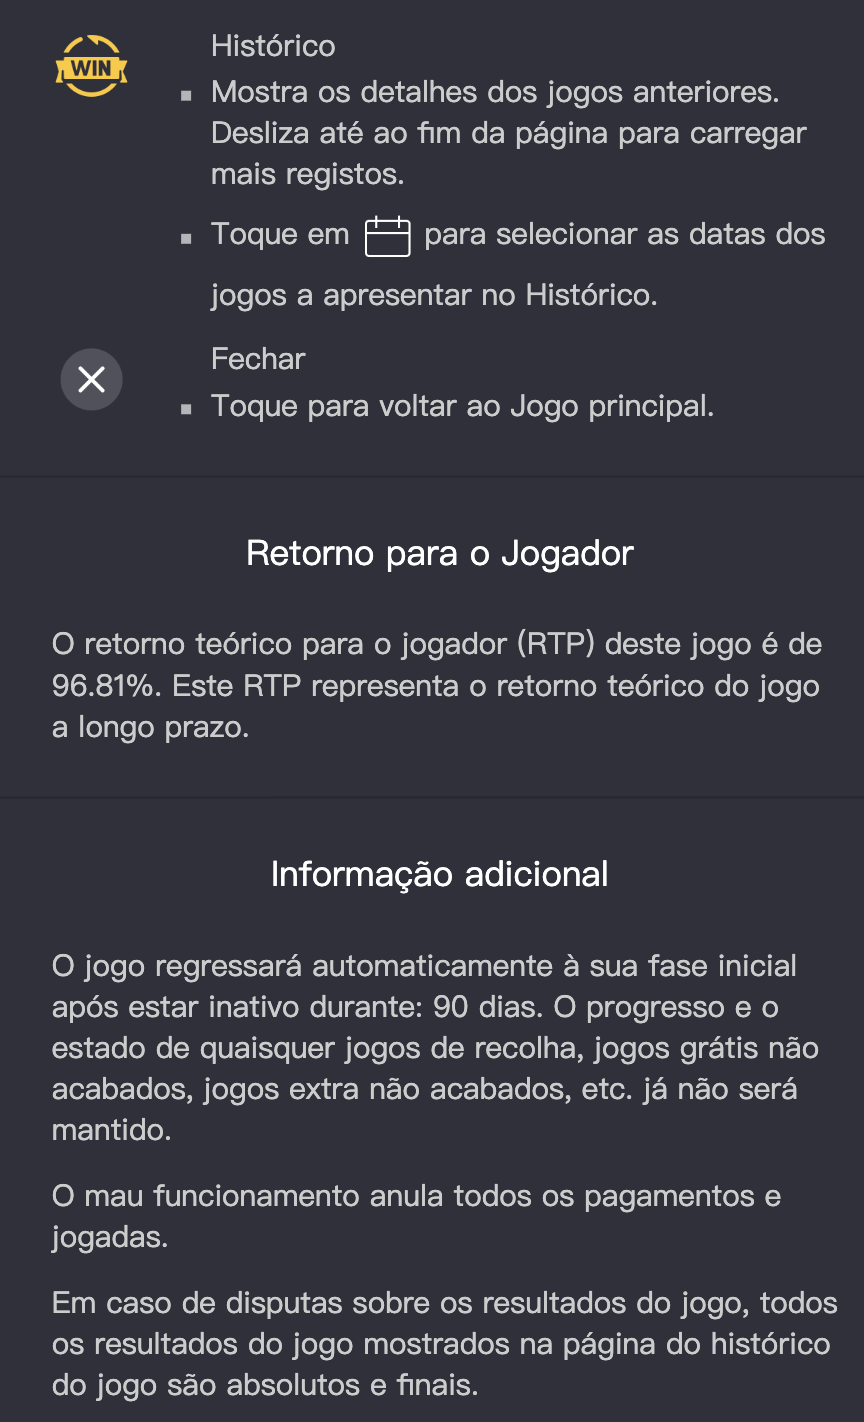 WIN
Histórico
▪ Mostra os detalhes dos jogos anteriores.
Desliza até ao fim da página para carregar
mais registos.
▪ Toque em para selecionar as datas dos
jogos a apresentar no Histórico.
Fechar
▪ Toque para voltar ao Jogo principal.
Retorno para o Jogador
O retorno teórico para o jogador (RTP) deste jogo é de
96.81%. Este RTP representa o retorno teórico do jogo
a longo prazo.
Informação adicional
O jogo regressará automaticamente à sua fase inicial
após estar inativo durante: 90 dias. O progresso e o
estado de quaisquer jogos de recolha, jogos grátis não
acabados, jogos extra não acabados, etc. já não será
mantido.
O mau funcionamento anula todos os pagamentos e
jogadas.
Em caso de disputas sobre os resultados do jogo, todos
os resultados do jogo mostrados na página do histórico
do jogo são absolutos e finais.